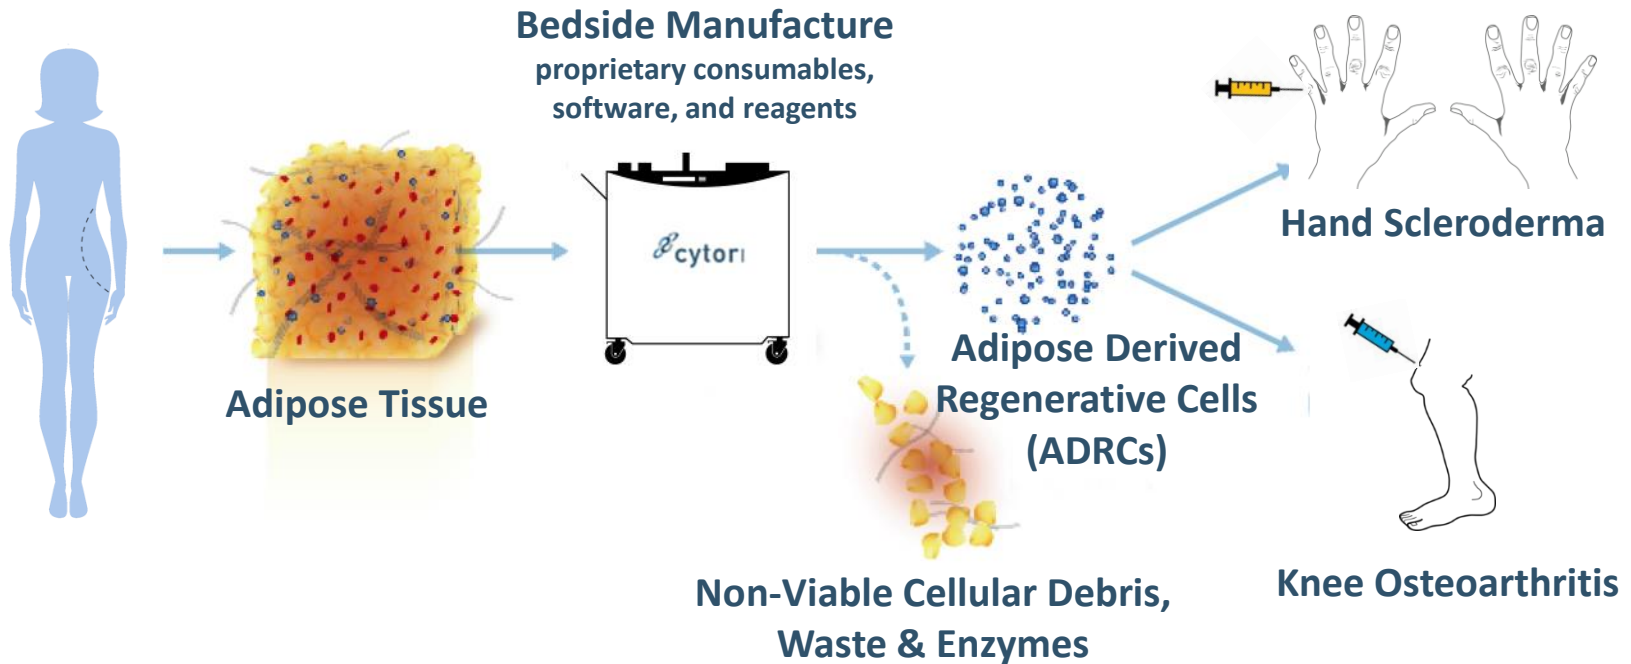 Bedside Manufacture
proprietary consumables,
software, and reagents
cytori
Adipose Tissue
Adipose Derived
Regenerative Cells
(ADRCs)
Non-Viable Cellular Debris,
Waste & Enzymes
Hand Scleroderma
Knee Osteoarthritis